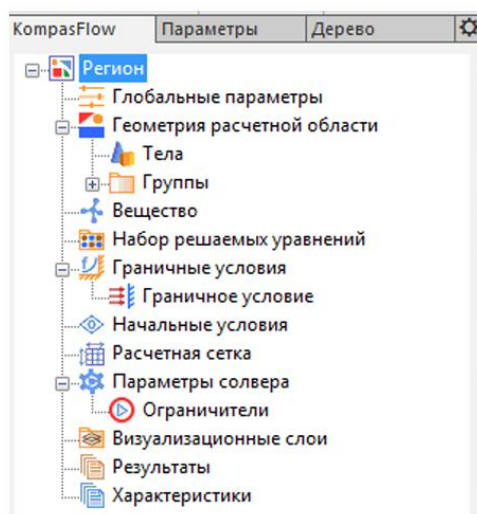 KompasFlow Параметры Дерево
Регион
Глобальные параметры
Геометрия расчетной области
Тела
Группы
Вещество
Набор решаемых уравнений
Граничные условия
Граничное условие
Начальные условия
Расчетная сетка
Параметры солвера
Ограничители
Визуализационные слои
Результаты
Характеристики